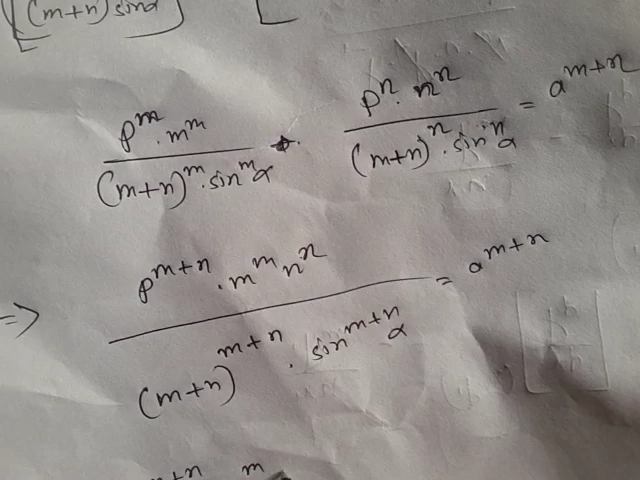 (m+n) sinα
p^m · m^m / (m+n)^m · sin^m α · p^n · n^n / (m+n)^n · sin^n α = a^(m+n)
=> p^(m+n) · m^m n^n / (m+n)^(m+n) · sin^(m+n) α = a^(m+n)